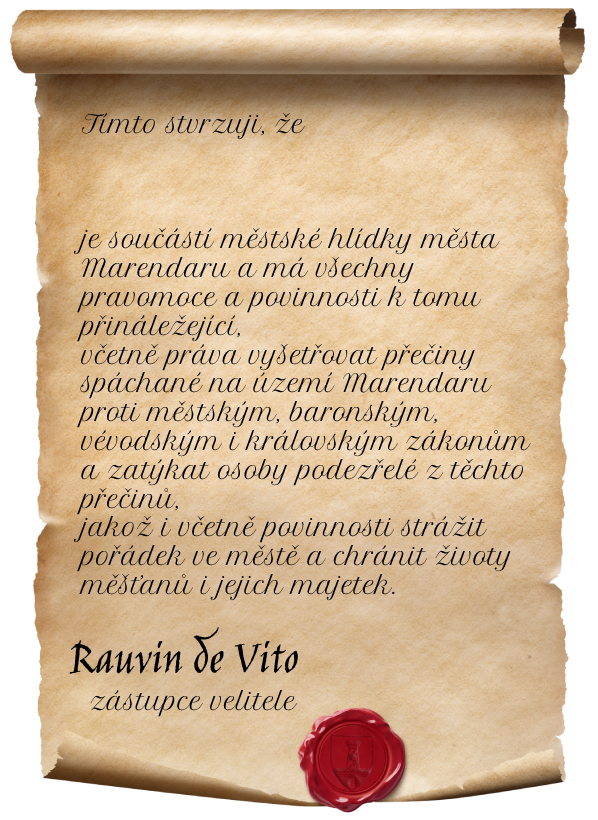 Tímto stvrzuji, že
je součástí městské hlídky města
Marendaru a má všechny
pravomoce a povinnosti k tomu
přináležející,
včetně práva vyšetřovat přečiny
spáchané na území Marendaru
proti městským, baronským,
vévodským i královským zákonům
a zatýkat osoby podezřelé z těchto
přečinů,
jakož i včetně povinnosti strážit
pořádek ve městě a chránit životy
měšťanů i jejich majetek.
Rauvin de Vito
zástupce velitele